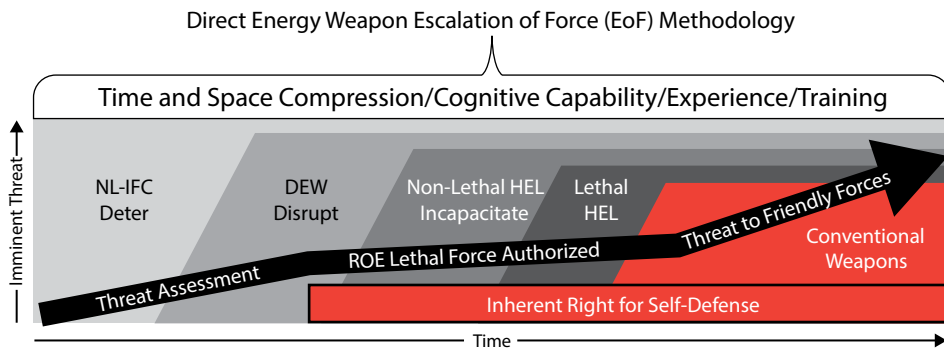 Direct Energy Weapon Escalation of Force (EoF) Methodology
Time and Space Compression/Cognitive Capability/Experience/Training
Imminent Threat
NL-IFC
Deter
DEW
Disrupt
Non-Lethal HEL
Incapacitate
Lethal
HEL
Conventional
Weapons
Threat Assessment
ROE Lethal Force Authorized
Threat to Friendly Forces
Inherent Right for Self-Defense
Time